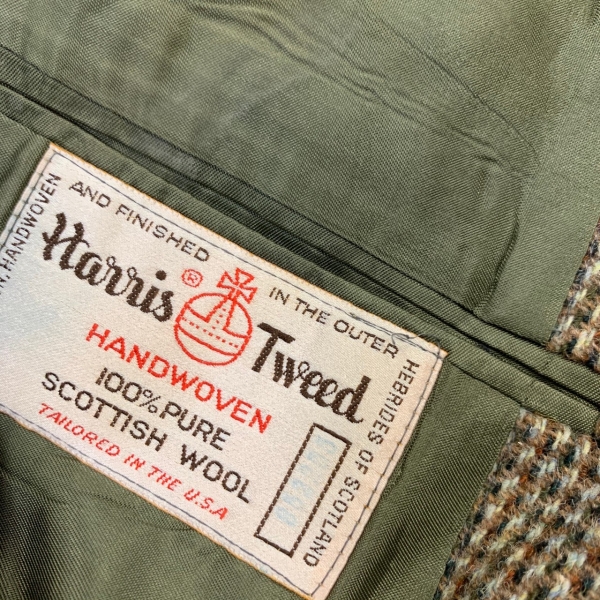 N, HANDWOVEN AND FINISHED IN THE OUTER HEBRIDES OF SCOTLAND
Harris ® Tweed
HANDWOVEN
100% PURE
SCOTTISH WOOL
TAILORED IN THE U.S.A